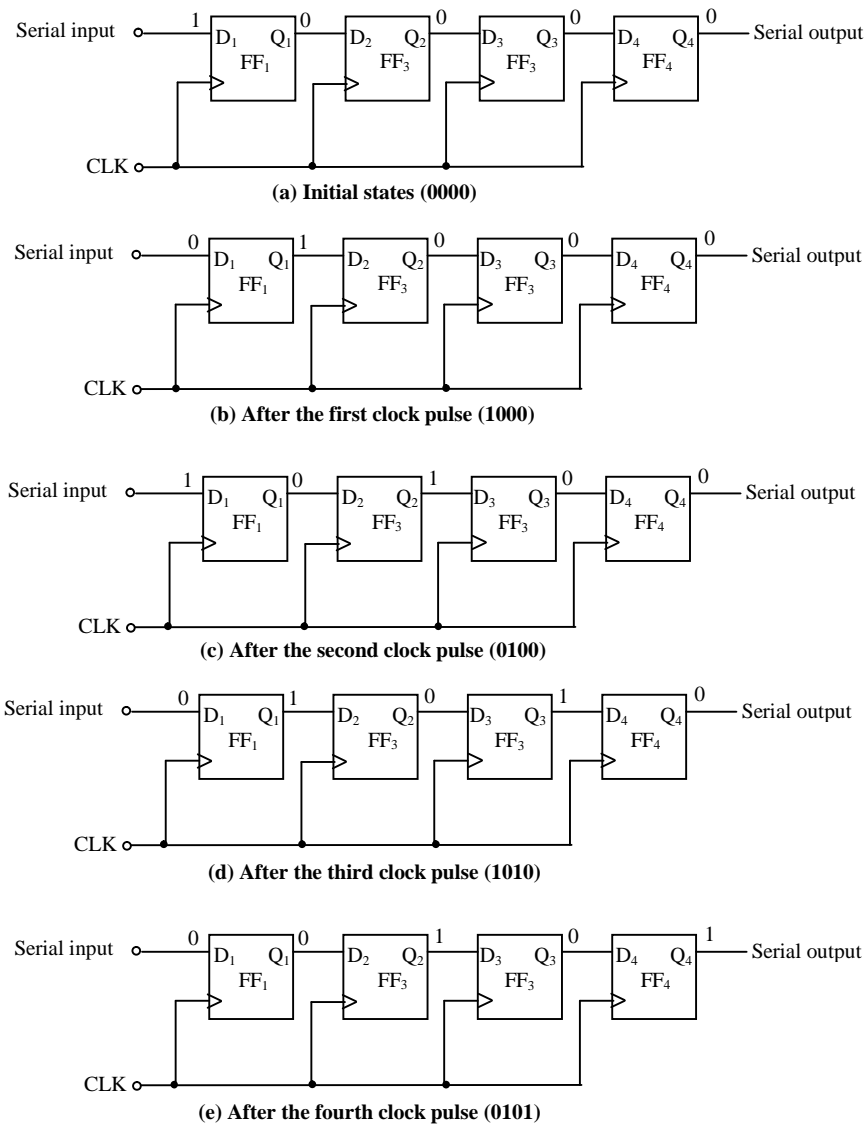 Serial input 1 D₁ Q₁ 0 D₂ Q₂ 0 D₃ Q₃ 0 D₄ Q₄ 0 Serial output
FF₁ FF₃ FF₃ FF₄
CLK
(a) Initial states (0000)
Serial input 0 D₁ Q₁ 1 D₂ Q₂ 0 D₃ Q₃ 0 D₄ Q₄ 0 Serial output
FF₁ FF₃ FF₃ FF₄
CLK
(b) After the first clock pulse (1000)
Serial input 1 D₁ Q₁ 0 D₂ Q₂ 1 D₃ Q₃ 0 D₄ Q₄ 0 Serial output
FF₁ FF₃ FF₃ FF₄
CLK
(c) After the second clock pulse (0100)
Serial input 0 D₁ Q₁ 1 D₂ Q₂ 0 D₃ Q₃ 1 D₄ Q₄ 0 Serial output
FF₁ FF₃ FF₃ FF₄
CLK
(d) After the third clock pulse (1010)
Serial input 0 D₁ Q₁ 0 D₂ Q₂ 1 D₃ Q₃ 0 D₄ Q₄ 1 Serial output
FF₁ FF₃ FF₃ FF₄
CLK
(e) After the fourth clock pulse (0101)